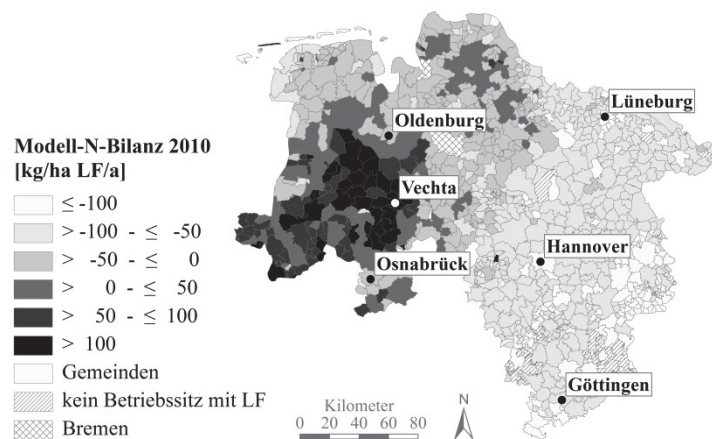 Lüneburg
Oldenburg
Modell-N-Bilanz 2010
[kg/ha LF/a]
≤ -100
> -100 - ≤ -50
> -50 - ≤ 0
> 0 - ≤ 50
> 50 - ≤ 100
> 100
Gemeinden
kein Betriebssitz mit LF
Bremen
Vechta
Hannover
Osnabrück
Göttingen
Kilometer
0 20 40 60 80
N